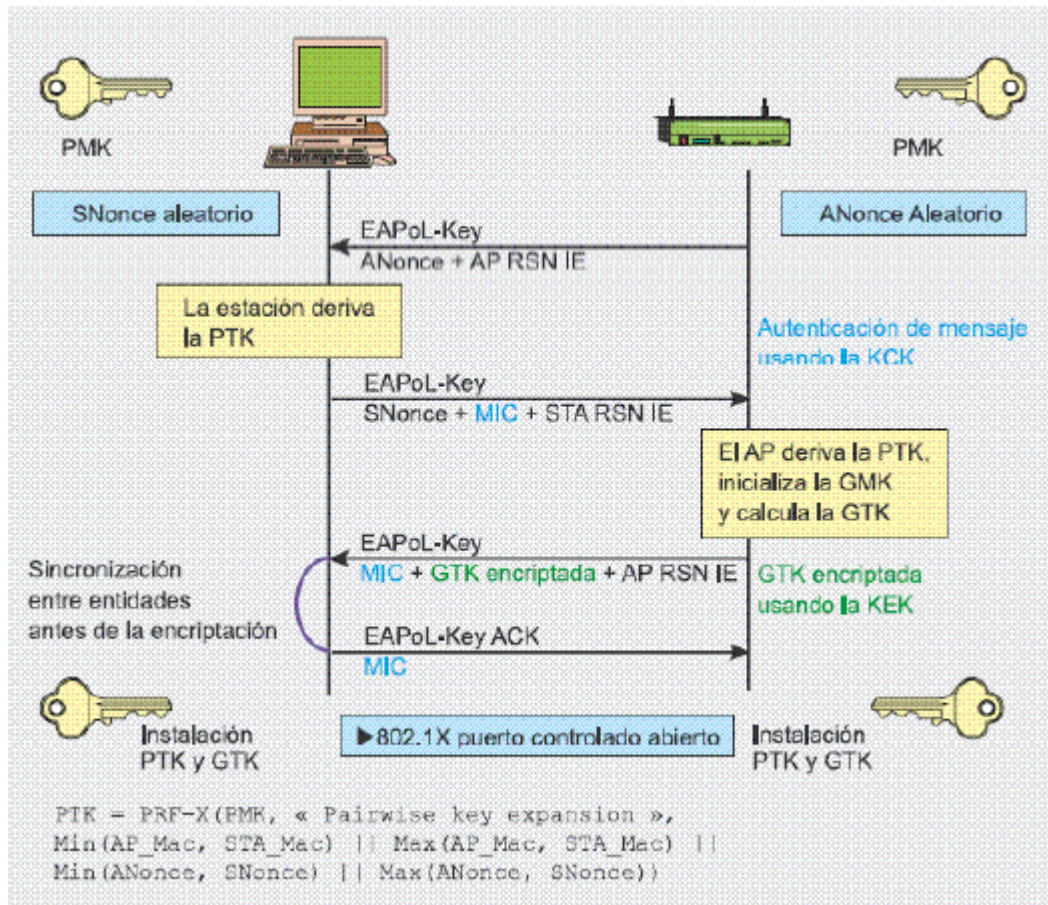 PMK
PMK
SNonce aleatorio
ANonce Aleatorio
EAPoL-Key
ANonce + AP RSN IE
La estación deriva
la PTK
Autenticación de mensaje
usando la KCK
EAPoL-Key
SNonce + MIC + STA RSN IE
El AP deriva la PTK,
inicializa la GMK
y calcula la GTK
EAPoL-Key
MIC + GTK encriptada + AP RSN IE
GTK encriptada
usando la KEK
Sincronización
entre entidades
antes de la encriptación
EAPoL-Key ACK
MIC
Instalación
PTK y GTK
▶802.1X puerto controlado abierto
Instalación
PTK y GTK
PTK = PRF-X(PMK, « Pairwise key expansion »,
Min(AP_Mac, STA_Mac) || Max(AP_Mac, STA_Mac) ||
Min(ANonce, SNonce) || Max(ANonce, SNonce))